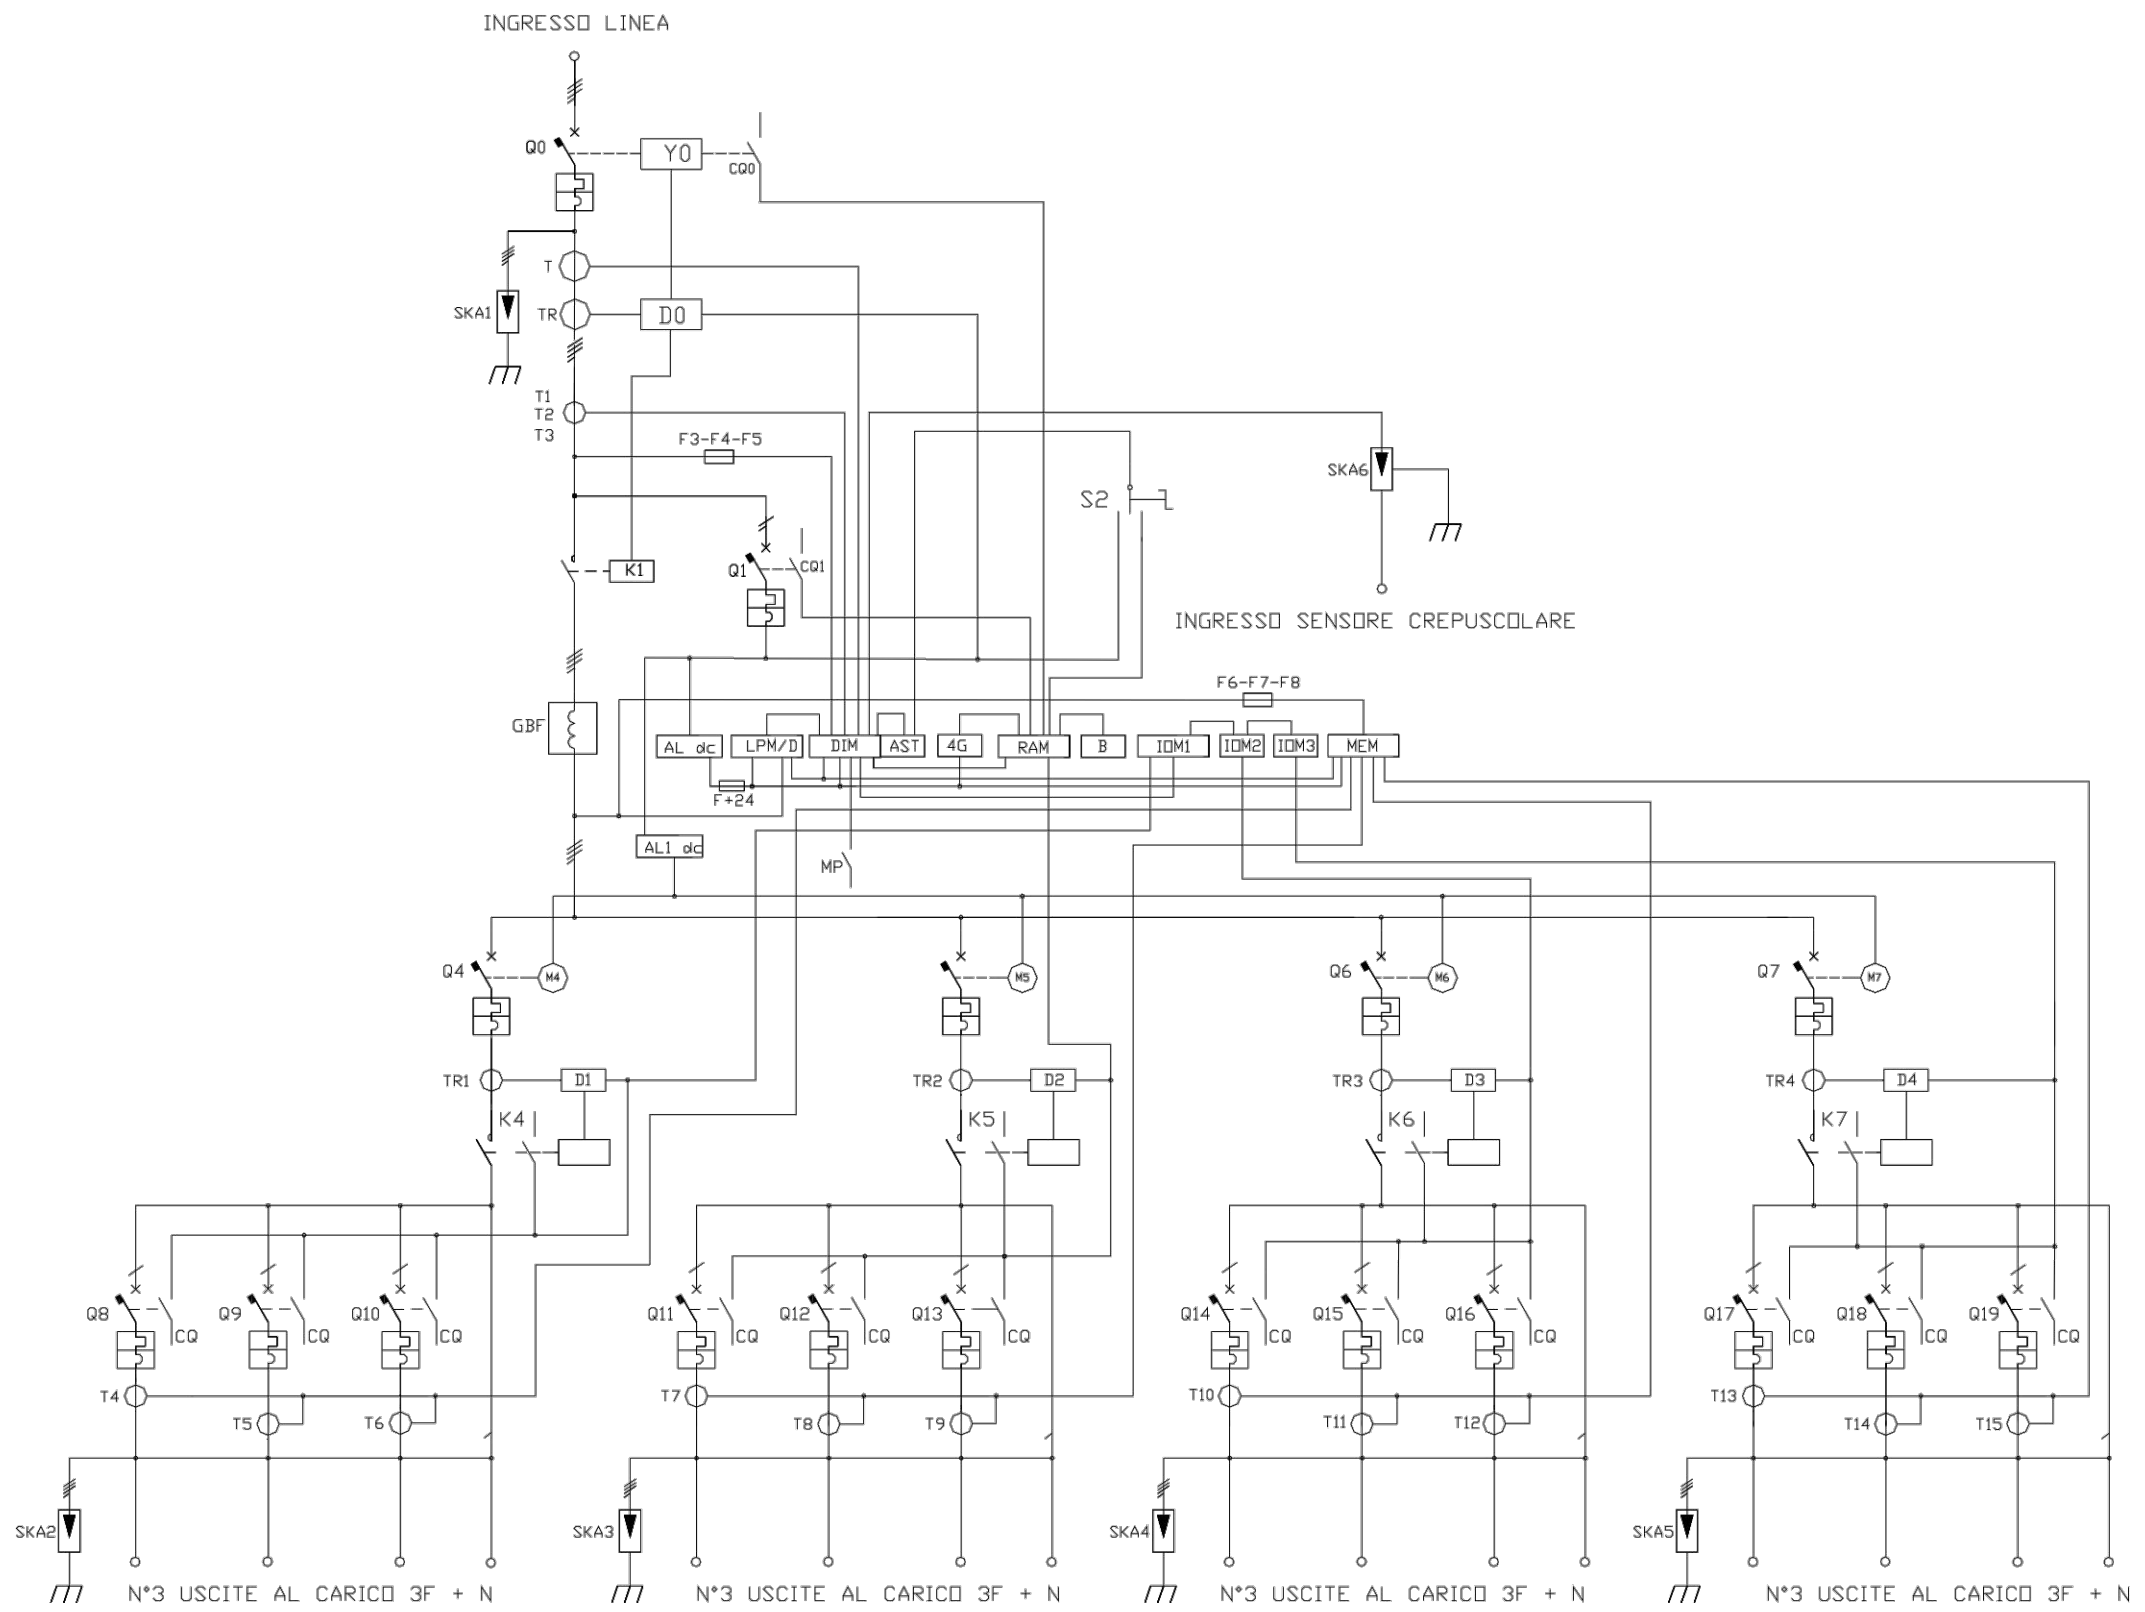 INGRESSO LINEA
Q0
Y0
CQ0
T
SKA1
TR
D0
T1
T2
T3
F3-F4-F5
SKA6
S2
K1
Q1
CQ1
INGRESSO SENSORE CREPUSCOLARE
F6-F7-F8
GBF
AL dc
LPM/D
DIM
AST
4G
RAM
B
IOM1
IOM2
IOM3
MEM
F+24
AL1 dc
MP
Q4
M4
M5
Q6
M6
Q7
M7
TR1
D1
TR2
D2
TR3
D3
TR4
D4
K4
K5
K6
K7
Q8
CQ
Q9
CQ
Q10
CQ
Q11
CQ
Q12
CQ
Q13
CQ
Q14
CQ
Q15
CQ
Q16
CQ
Q17
CQ
Q18
CQ
Q19
CQ
T4
T5
T6
T7
T8
T9
T10
T11
T12
T13
T14
T15
SKA2
SKA3
SKA4
SKA5
N°3 USCITE AL CARICO 3F + N
N°3 USCITE AL CARICO 3F + N
N°3 USCITE AL CARICO 3F + N
N°3 USCITE AL CARICO 3F + N